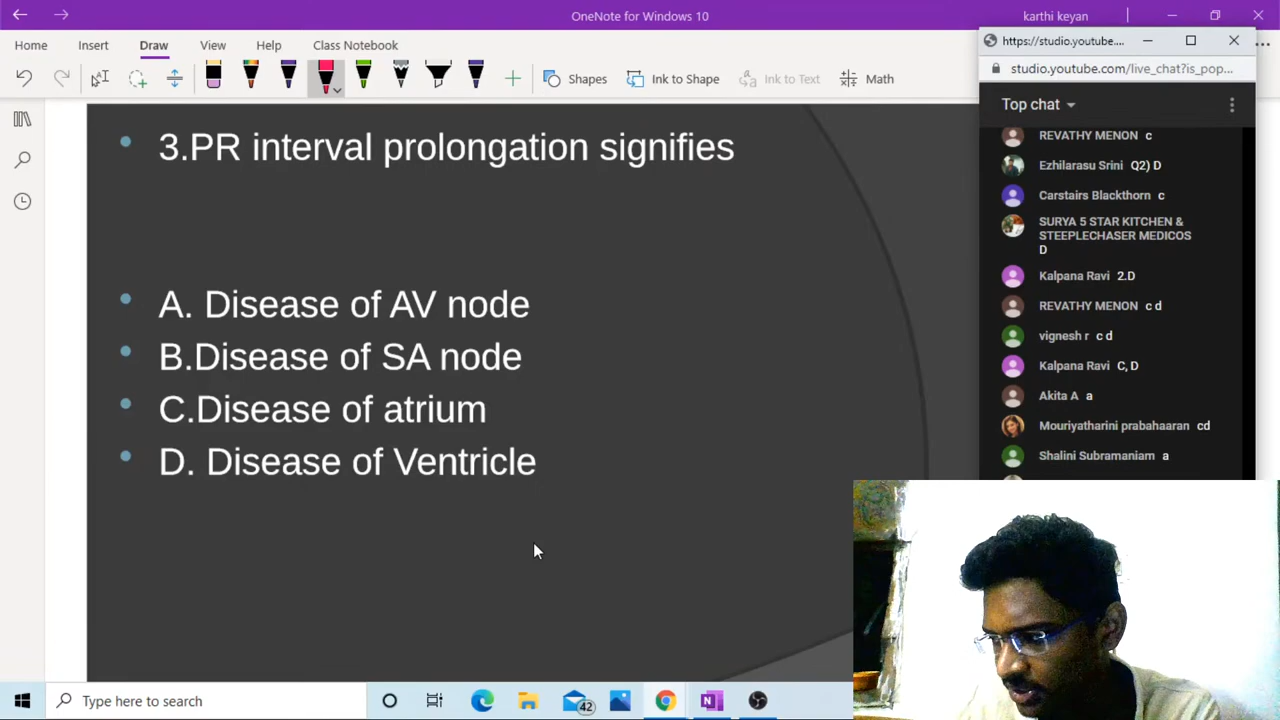 OneNote for Windows 10
karthi keyan
Home Insert Draw View Help Class Notebook
Shapes Ink to Shape Ink to Text Math
3.PR interval prolongation signifies
A. Disease of AV node
B.Disease of SA node
C.Disease of atrium
D. Disease of Ventricle
https://studio.youtube....
studio.youtube.com/live_chat?is_pop...
Top chat
REVATHY MENON c
Ezhilarasu Srini Q2) D
Carstairs Blackthorn c
SURYA 5 STAR KITCHEN &
STEEPLECHASER MEDICOS
D
Kalpana Ravi 2.D
REVATHY MENON c d
vignesh r c d
Kalpana Ravi C, D
Akita A a
Mouriyatharini prabahaaran cd
Shalini Subramaniam a
Type here to search
42